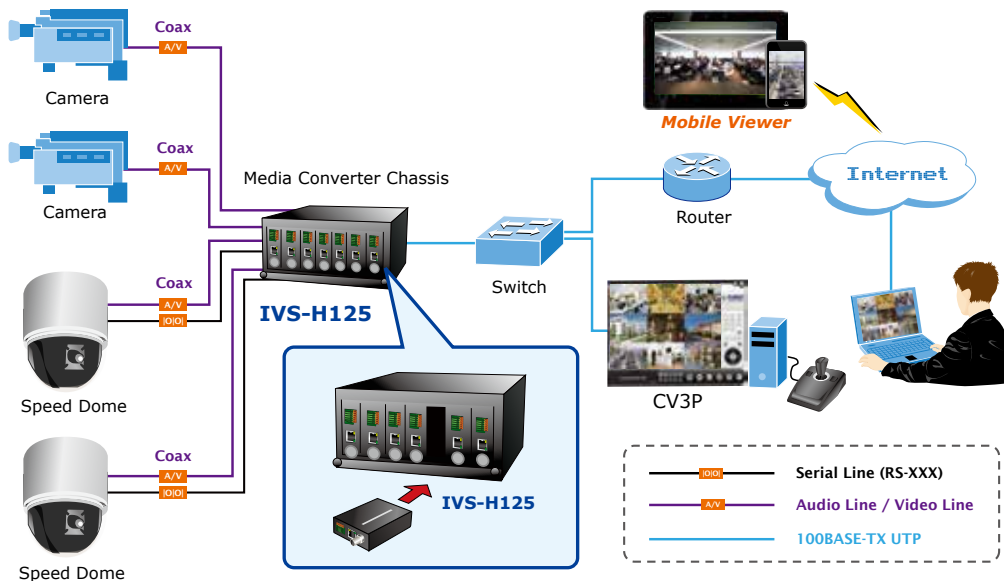 Coax
A/V
Camera
Coax
A/V
Camera
Media Converter Chassis
Coax
A/V
|O|O|
Speed Dome
Coax
A/V
|O|O|
Speed Dome
IVS-H125
IVS-H125
Switch
Mobile Viewer
Router
Internet
CV3P
|O|O|
Serial Line (RS-XXX)
A/V
Audio Line / Video Line
100BASE-TX UTP